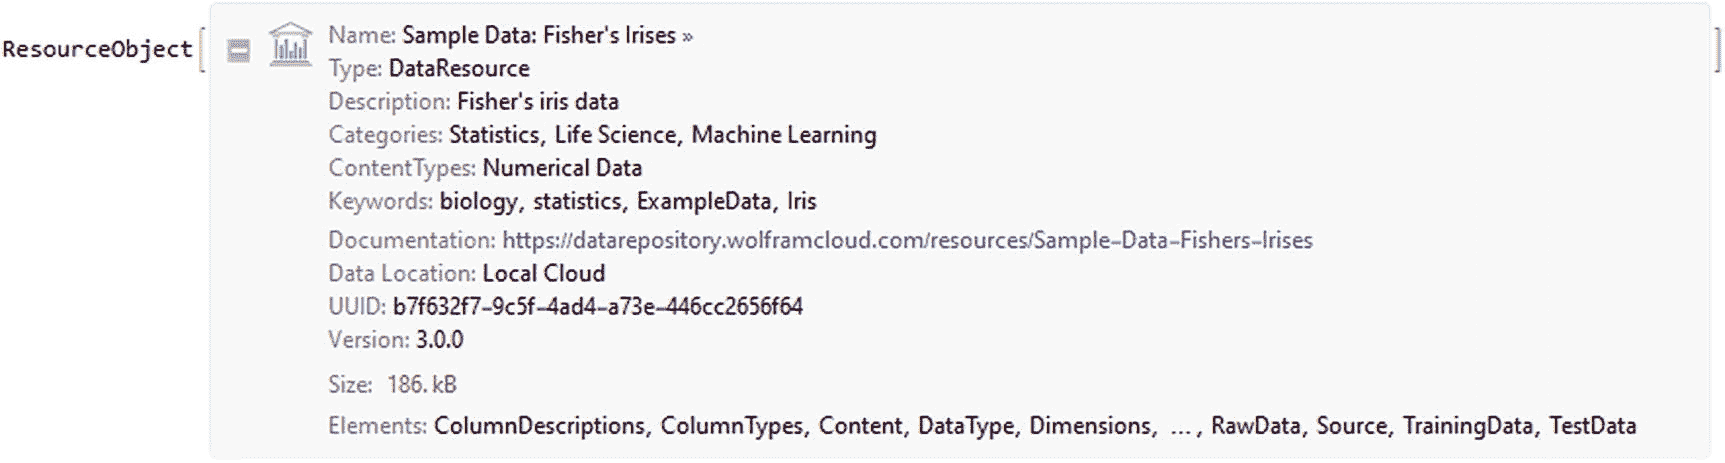 ResourceObject[
Name: Sample Data: Fisher's Irises »
Type: DataResource
Description: Fisher's iris data
Categories: Statistics, Life Science, Machine Learning
ContentTypes: Numerical Data
Keywords: biology, statistics, ExampleData, Iris
Documentation: https://datarepository.wolframcloud.com/resources/Sample-Data-Fishers-Irises
Data Location: Local Cloud
UUID: b7f632f7-9c5f-4ad4-a73e-446cc2656f64
Version: 3.0.0
Size: 186. kB
Elements: ColumnDescriptions, ColumnTypes, Content, DataType, Dimensions, ... , RawData, Source, TrainingData, TestData
]